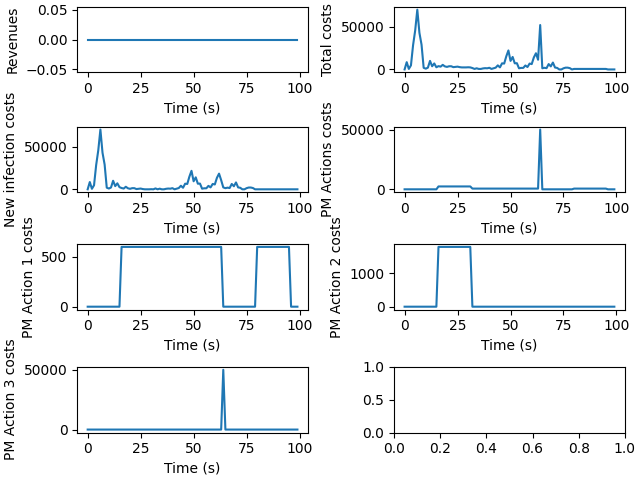 Revenues
0.05
0.00
−0.05
0 25 50 75 100
Time (s)
Total costs
50000
0
0 25 50 75 100
Time (s)
New infection costs
50000
0
0 25 50 75 100
Time (s)
PM Actions costs
50000
0
0 25 50 75 100
Time (s)
PM Action 1 costs
500
0
0 25 50 75 100
Time (s)
PM Action 2 costs
1000
0
0 25 50 75 100
Time (s)
PM Action 3 costs
50000
0
0 25 50 75 100
Time (s)
1.0
0.5
0.0
0.0 0.2 0.4 0.6 0.8 1.0